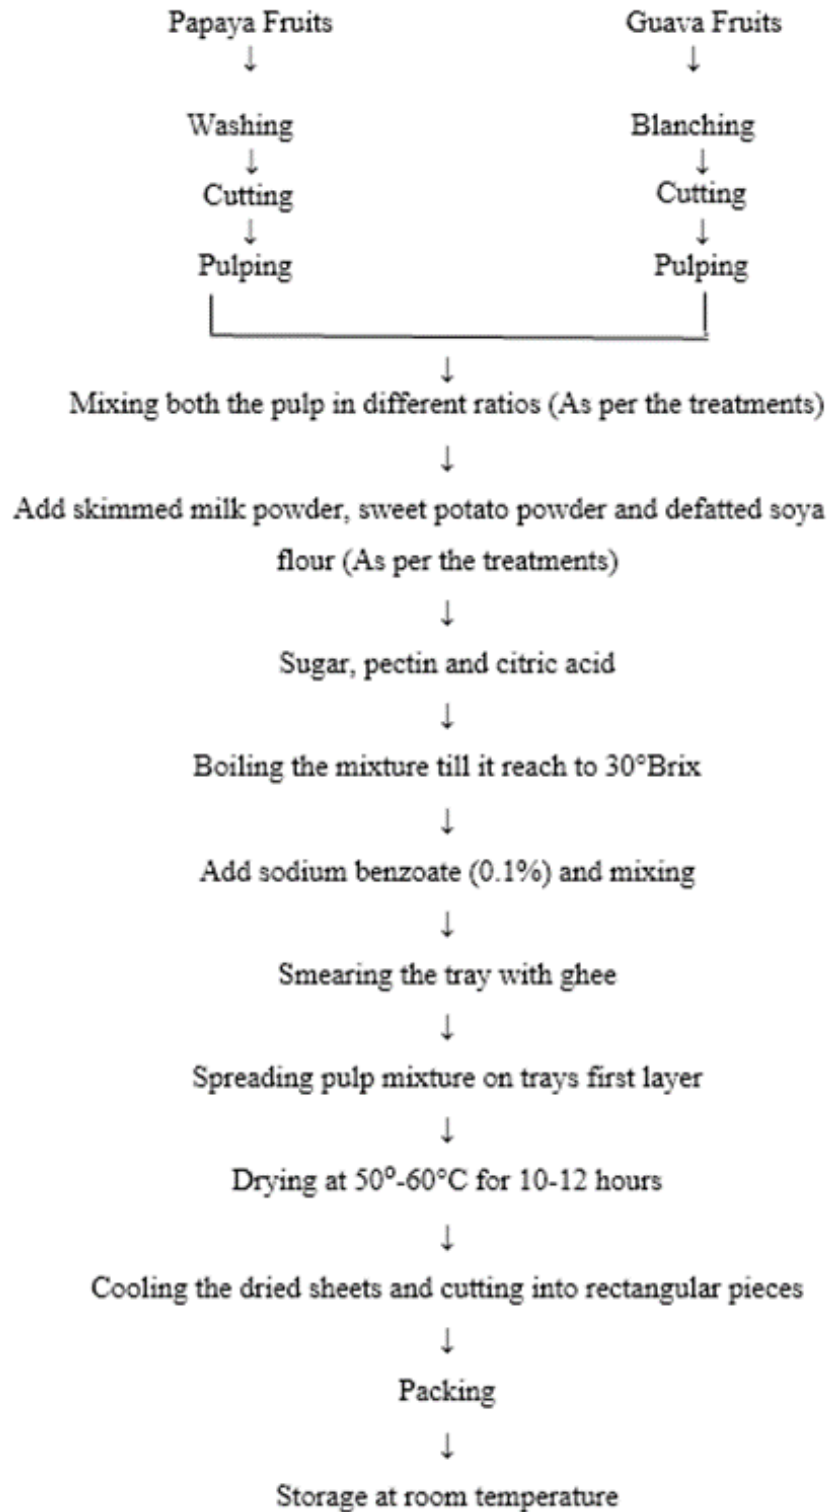 Papaya Fruits
Guava Fruits
↓
↓
Washing
Blanching
↓
↓
Cutting
Cutting
↓
↓
Pulping
Pulping
↓
Mixing both the pulp in different ratios (As per the treatments)
↓
Add skimmed milk powder, sweet potato powder and defatted soya
flour (As per the treatments)
↓
Sugar, pectin and citric acid
↓
Boiling the mixture till it reach to 30°Brix
↓
Add sodium benzoate (0.1%) and mixing
↓
Smearing the tray with ghee
↓
Spreading pulp mixture on trays first layer
↓
Drying at 50⁰-60°C for 10-12 hours
↓
Cooling the dried sheets and cutting into rectangular pieces
↓
Packing
↓
Storage at room temperature